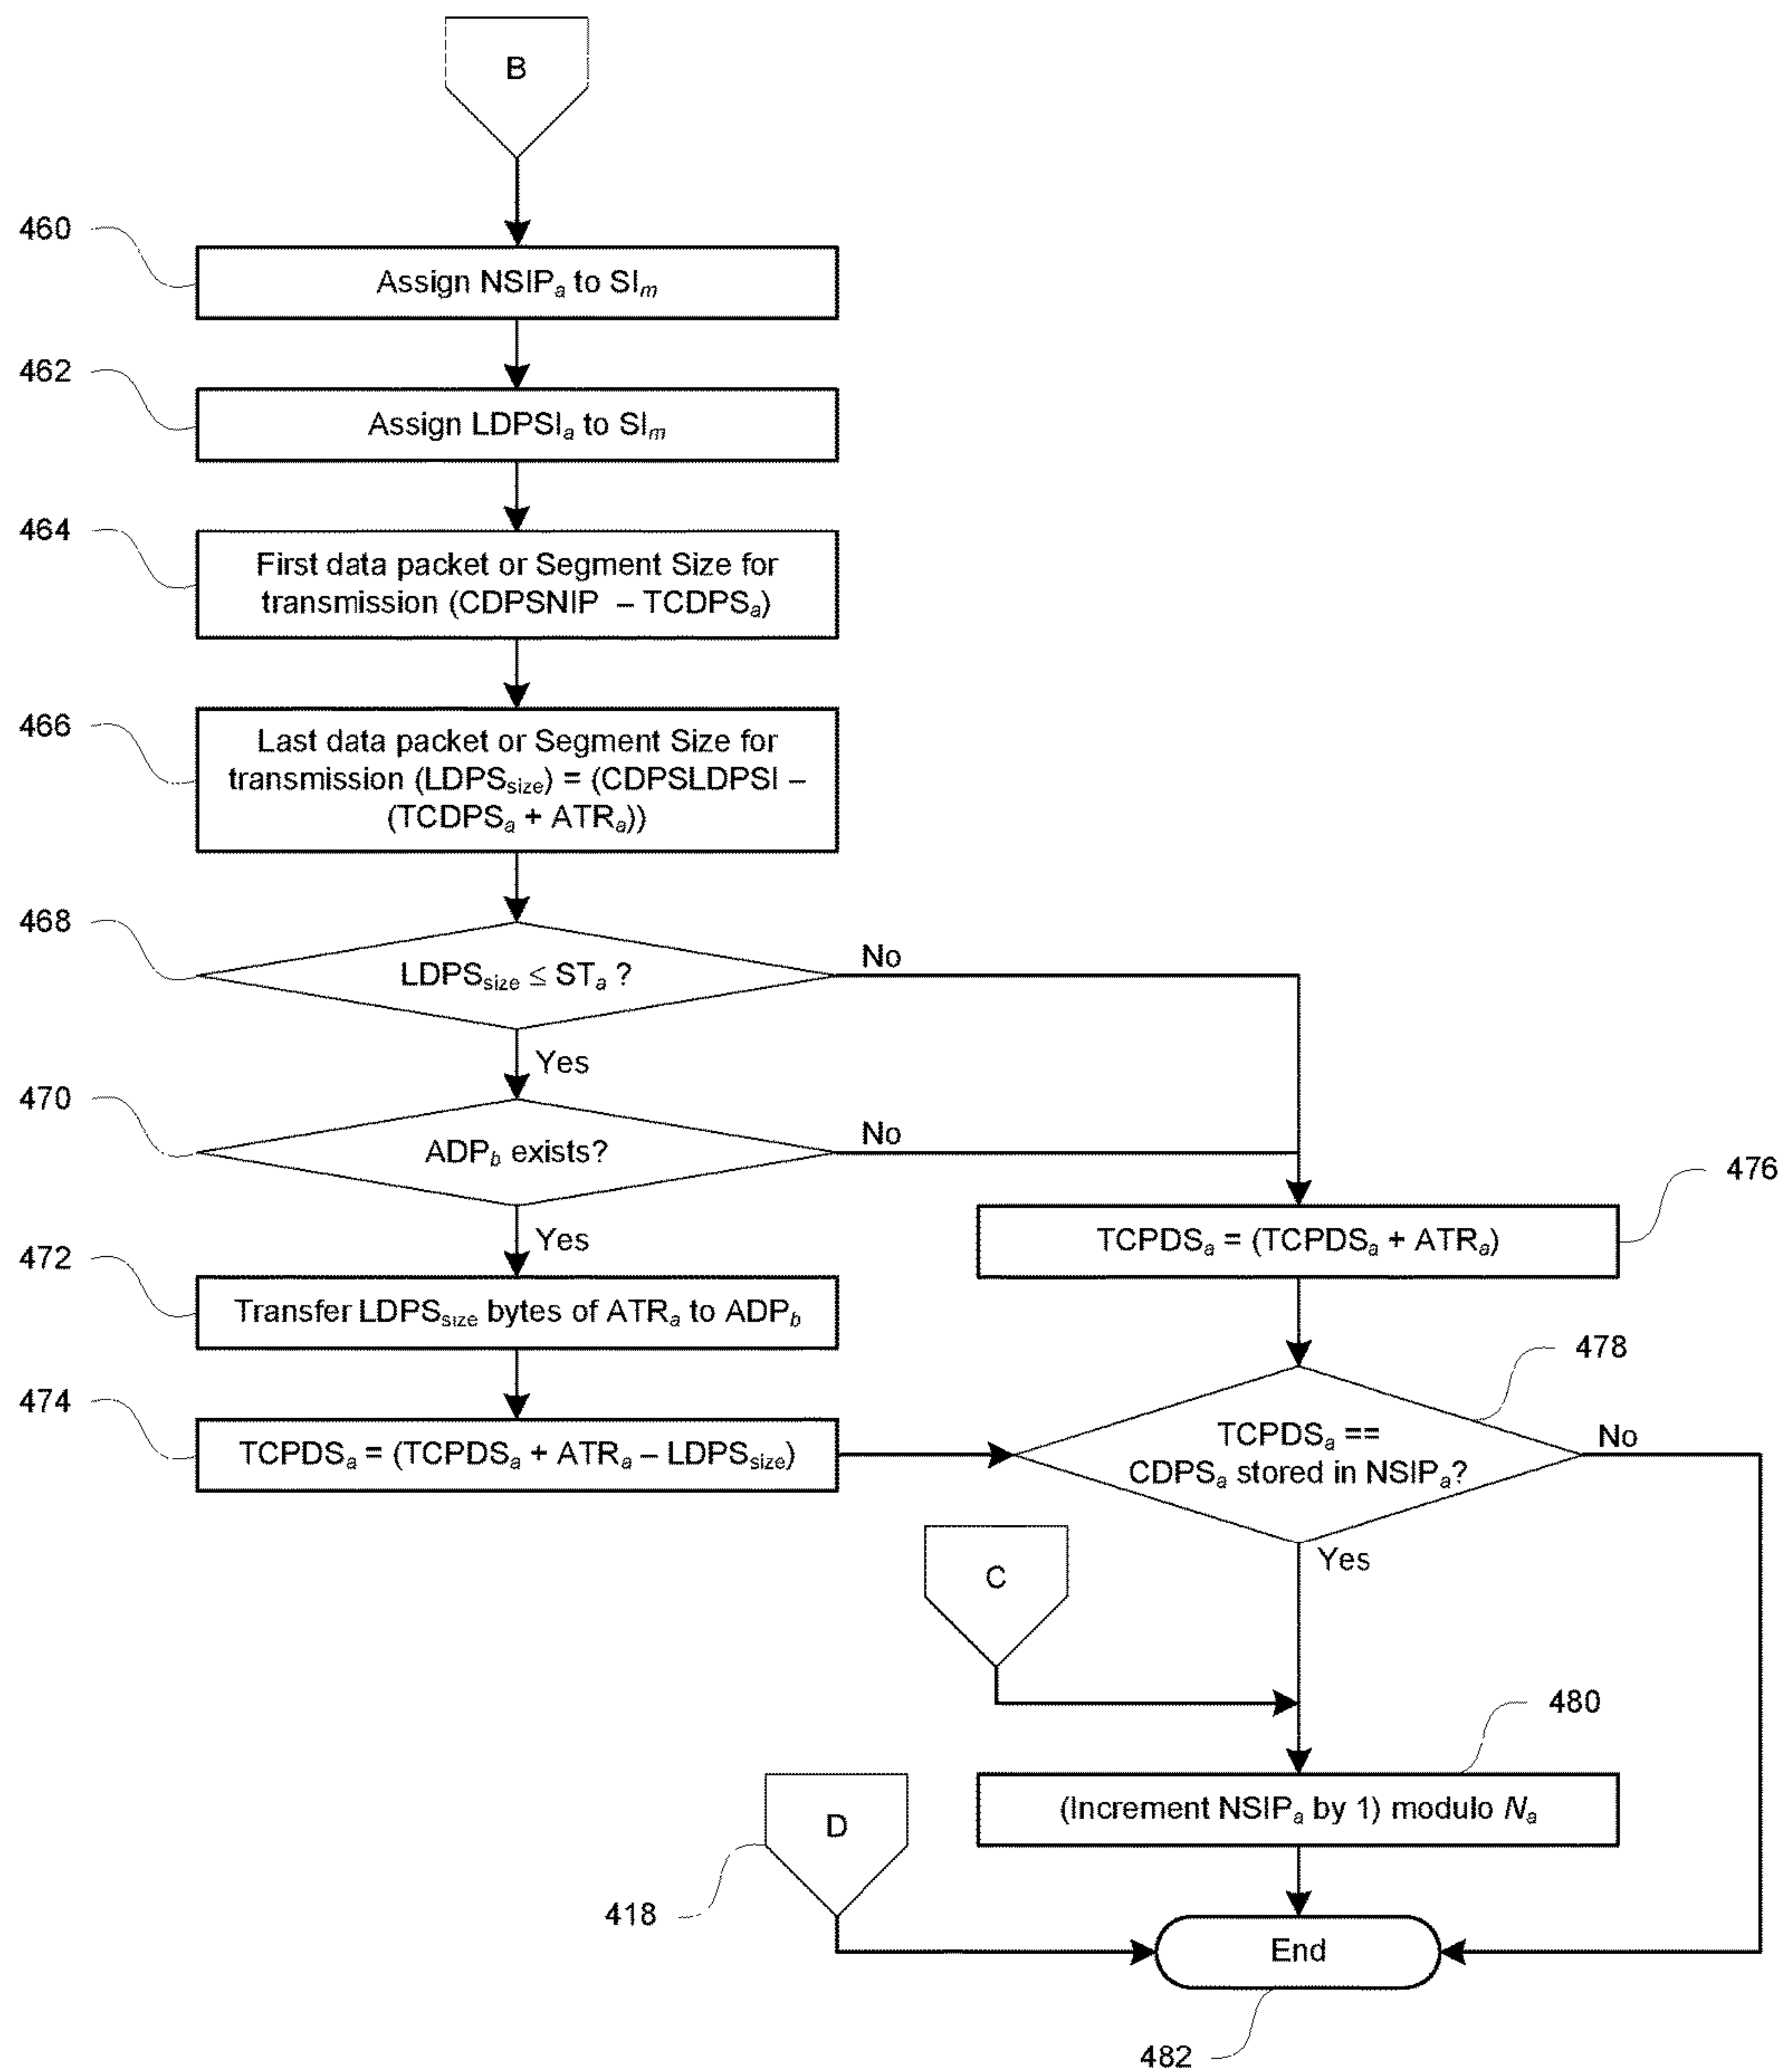 B
460
Assign NSIPa to SIm
462
Assign LDPSIa to SIm
464
First data packet or Segment Size for
transmission (CDPSNIP – TCDPSa)
466
Last data packet or Segment Size for
transmission (LDPSsize) = (CDPSLDPSI –
(TCDPSa + ATRa))
468
LDPSsize ≤ STa ?
No
Yes
470
ADPb exists?
No
Yes
476
TCPDSa = (TCPDSa + ATRa)
472
Transfer LDPSsize bytes of ATRa to ADPb
474
TCPDSa = (TCPDSa + ATRa – LDPSsize)
478
TCPDSa ==
CDPSa stored in NSIPa?
No
Yes
C
480
(Increment NSIPa by 1) modulo Na
D
418
End
482